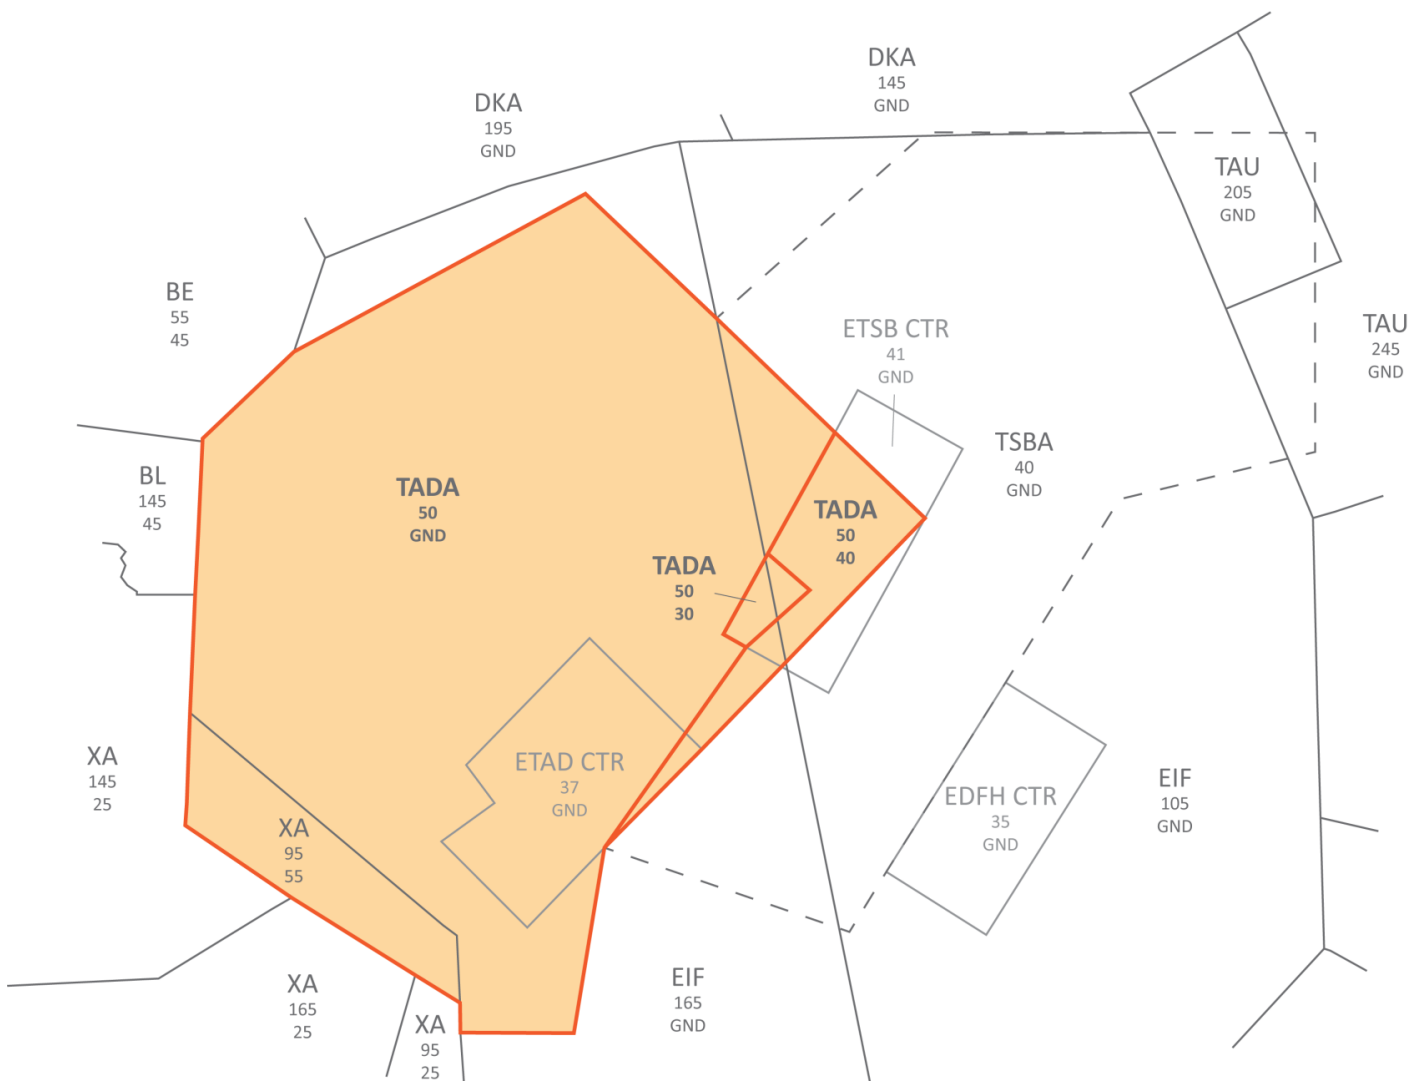 DKA
145
GND
DKA
195
GND
TAU
205
GND
BE
55
45
ETSB CTR
41
GND
TAU
245
GND
TSBA
40
GND
BL
145
45
TADA
50
GND
TADA
50
40
TADA
50
30
XA
145
25
ETAD CTR
37
GND
EDFH CTR
35
GND
EIF
105
GND
XA
95
55
XA
165
25
EIF
165
GND
XA
95
25